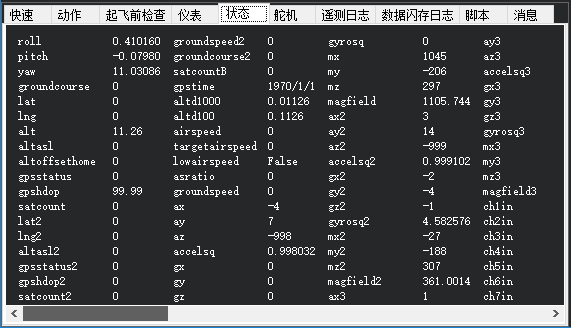 快速 动作 起飞前检查 仪表 状态 舵机 遥测日志 数据闪存日志 脚本 消息
roll 0.410160 groundspeed2 0 gyrosq 0 ay3
pitch -0.07980 groundcourse2 0 mx 1045 az3
yaw 11.03086 satcountB 0 my -206 accelsq3
groundcourse 0 gpstime 1970/1/1 mz 297 gx3
lat 0 altd1000 0.01126 magfield 1105.744 gy3
lng 0 altd100 0.1126 ax2 3 gz3
alt 11.26 airspeed 0 ay2 14 gyrosq3
altasl 0 targetairspeed 0 az2 -999 mx3
altoffsethome 0 lowairspeed False accelsq2 0.999102 my3
gpsstatus 0 asratio 0 gx2 -2 mz3
gpshdop 99.99 groundspeed 0 gy2 -4 magfield3
satcount 0 ax -4 gz2 -1 ch1in
lat2 0 ay 7 gyrosq2 4.582576 ch2in
lng2 0 az -998 mx2 -27 ch3in
altasl2 0 accelsq 0.998032 my2 -188 ch4in
gpsstatus2 0 gx 0 mz2 307 ch5in
gpshdop2 0 gy 0 magfield2 361.0014 ch6in
satcount2 0 gz 0 ax3 1 ch7in